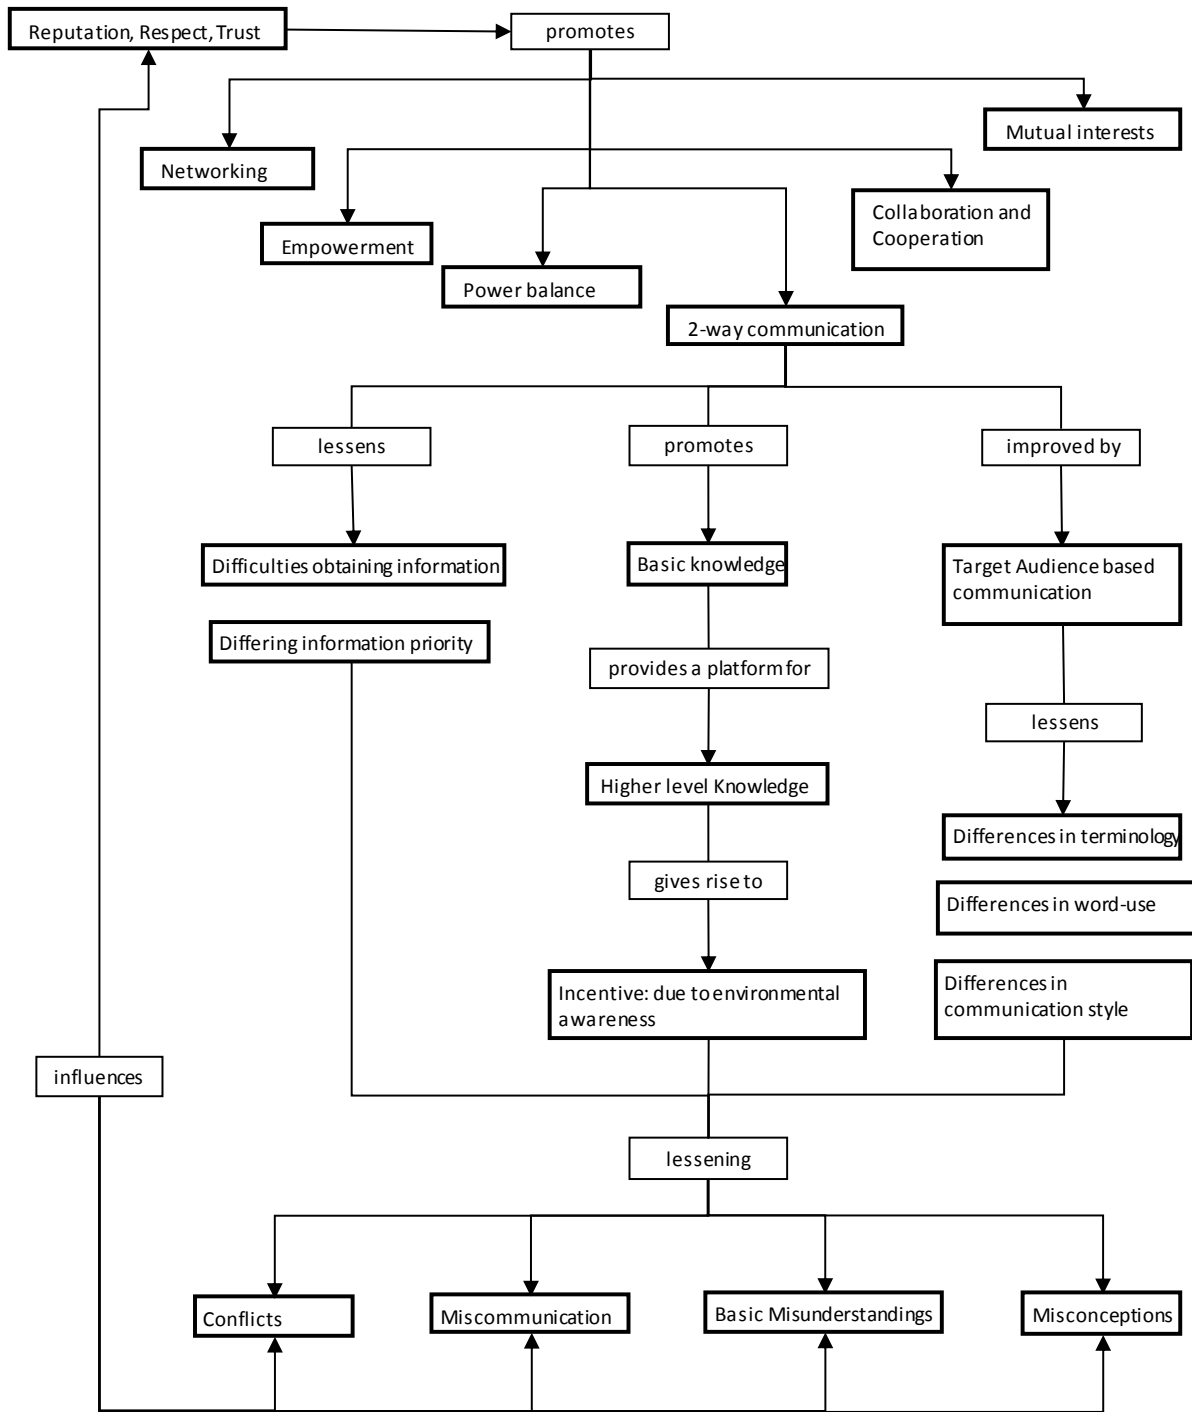 Reputation, Respect, Trust
promotes
Mutual interests
Networking
Collaboration and
Cooperation
Empowerment
Power balance
2-way communication
lessens
promotes
improved by
Difficulties obtaining information
Basic knowledge
Target Audience based
communication
Differing information priority
provides a platform for
lessens
Higher level Knowledge
Differences in terminology
gives rise to
Differences in word-use
Incentive: due to environmental
awareness
Differences in
communication style
influences
lessening
Conflicts
Miscommunication
Basic Misunderstandings
Misconceptions